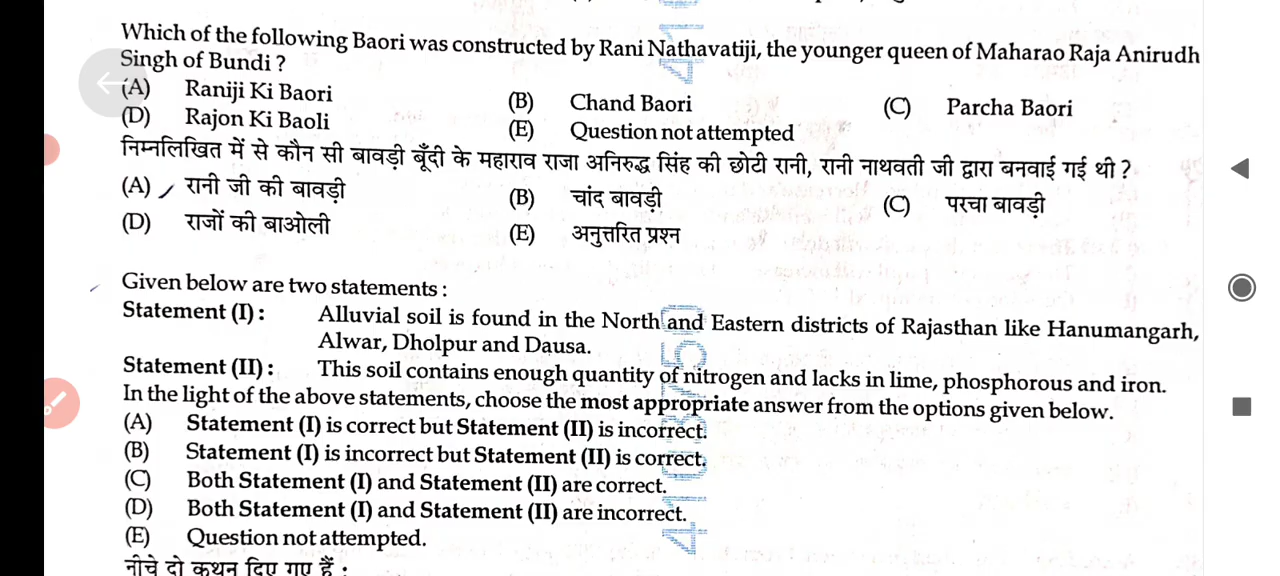 Which of the following Baori was constructed by Rani Nathavatiji, the younger queen of Maharao Raja Anirudh
Singh of Bundi ?
(A) Raniji Ki Baori (B) Chand Baori (C) Parcha Baori
(D) Rajon Ki Baoli (E) Question not attempted
निम्नलिखित में से कौन सी बावड़ी बूँदी के महाराव राजा अनिरुद्ध सिंह की छोटी रानी, रानी नाथवती जी द्वारा बनवाई गई थी ?
(A) रानी जी की बावड़ी (B) चांद बावड़ी (C) परचा बावड़ी
(D) राजों की बाओली (E) अनुत्तरित प्रश्न
Given below are two statements :
Statement (I) : Alluvial soil is found in the North and Eastern districts of Rajasthan like Hanumangarh,
Alwar, Dholpur and Dausa.
Statement (II) : This soil contains enough quantity of nitrogen and lacks in lime, phosphorous and iron.
In the light of the above statements, choose the most appropriate answer from the options given below.
(A) Statement (I) is correct but Statement (II) is incorrect.
(B) Statement (I) is incorrect but Statement (II) is correct.
(C) Both Statement (I) and Statement (II) are correct.
(D) Both Statement (I) and Statement (II) are incorrect.
(E) Question not attempted.
नीचे दो कथन दिए गए हैं :